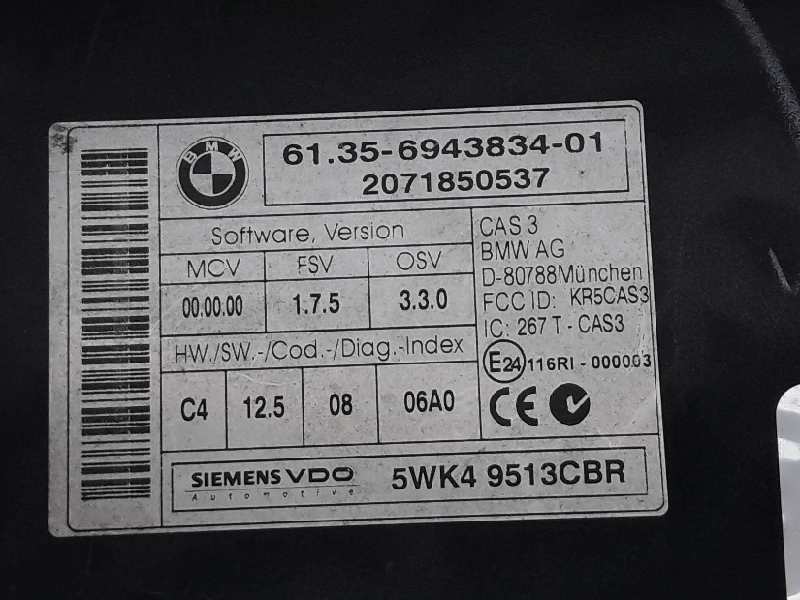 BMW
61.35-6943834-01
2071850537
Software, Version
MCV FSV OSV
00.00.00 1.7.5 3.3.0
HW./SW.-/Cod.-/Diag.-Index
C4 12.5 08 06A0
CAS 3
BMW AG
D-80788München
FCC ID: KR5CAS3
IC: 267 T - CAS3
E24 116RI - 000003
CE
SIEMENS VDO
Automotive
5WK4 9513CBR